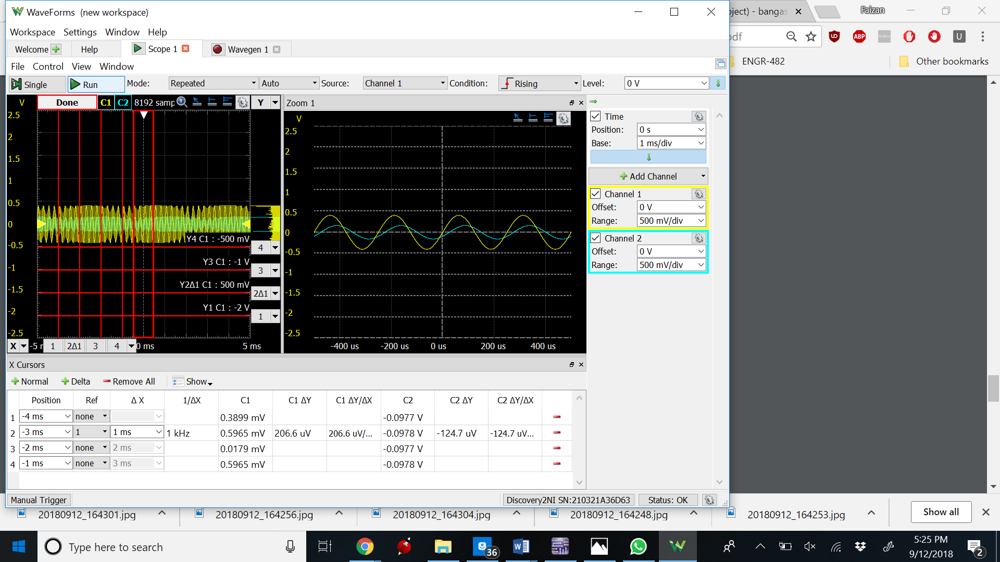 WaveForms (new workspace)
Workspace Settings Window Help
Welcome Help Scope 1 Wavegen 1
File Control View Window
Single Run Mode: Repeated Auto Source: Channel 1 Condition: Rising Level: 0 V
V Done C1 C2 8192 samp Y
2.5
2
1.5
1
0.5
0
-0.5
-1
-1.5
-2
-2.5
Y4 C1 : -500 mV
4
Y3 C1 : -1 V
3
Y2Δ1 C1 : 500 mV
2Δ1
Y1 C1 : -2 V
1
X -5 1 2Δ1 3 4 0 ms 5 ms
Zoom 1
V
2.5
2
1.5
1
0.5
0
-0.5
-1
-1.5
-2
-2.5
-400 us -200 us 0 us 200 us 400 us
Time
Position: 0 s
Base: 1 ms/div
Add Channel
Channel 1
Offset: 0 V
Range: 500 mV/div
Channel 2
Offset: 0 V
Range: 500 mV/div
X Cursors
Normal Delta Remove All Show
Position Ref Δ X 1/ΔX C1 C1 ΔY C1 ΔY/ΔX C2 C2 ΔY C2 ΔY/ΔX
1 -4 ms none 0.3899 mV -0.0977 V
2 -3 ms 1 1 ms 1 kHz 0.5965 mV 206.6 uV 206.6 uV/... -0.0978 V -124.7 uV -124.7 uV...
3 -2 ms none 2 ms 0.0179 mV -0.0977 V
4 -1 ms none 3 ms 0.5965 mV -0.0978 V
Manual Trigger Discovery2NI SN:210321A36D63 Status: OK
oject) - bangas Faizan
odf UO ABP UnBlur U
ENGR-482 Other bookmarks
20180912_164301.jpg 20180912_164256.jpg 20180912_164304.jpg 20180912_164248.jpg 20180912_164253.jpg Show all
Type here to search 36
5:25 PM
9/12/2018
2